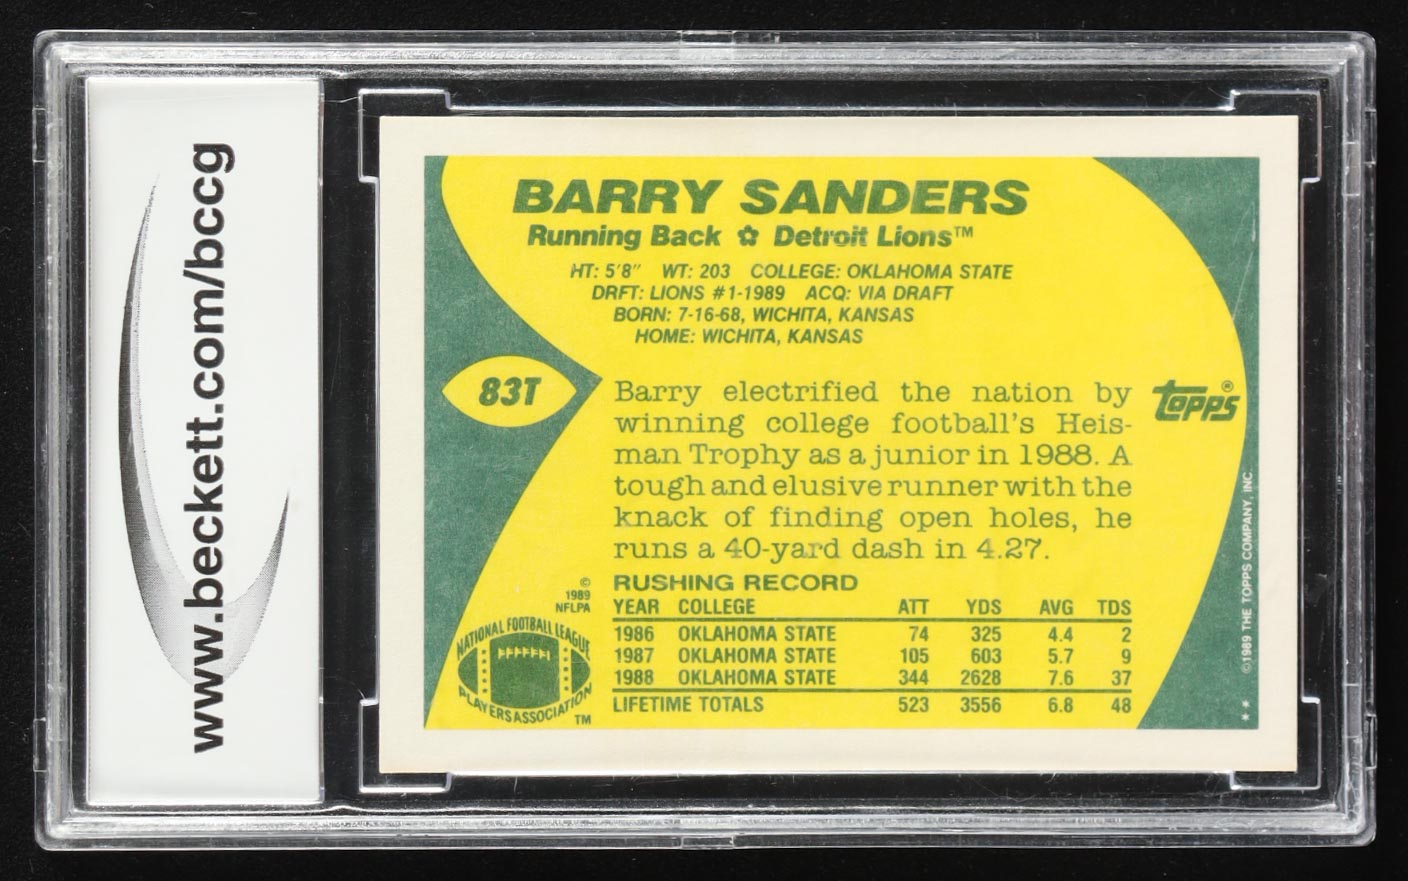 www.beckett.com/bccg
BARRY SANDERS
Running Back ✿ Detroit Lions™
HT: 5'8" WT: 203 COLLEGE: OKLAHOMA STATE
DRFT: LIONS #1-1989 ACQ: VIA DRAFT
BORN: 7-16-68, WICHITA, KANSAS
HOME: WICHITA, KANSAS
83T
Barry electrified the nation by
winning college football's Heis-
man Trophy as a junior in 1988. A
tough and elusive runner with the
knack of finding open holes, he
runs a 40-yard dash in 4.27.
Topps®
© 1989 NFLPA
NATIONAL FOOTBALL LEAGUE
PLAYERS ASSOCIATION
TM
RUSHING RECORD
YEAR COLLEGE ATT YDS AVG TDS
1986 OKLAHOMA STATE 74 325 4.4 2
1987 OKLAHOMA STATE 105 603 5.7 9
1988 OKLAHOMA STATE 344 2628 7.6 37
LIFETIME TOTALS 523 3556 6.8 48
** ©1989 THE TOPPS COMPANY, INC